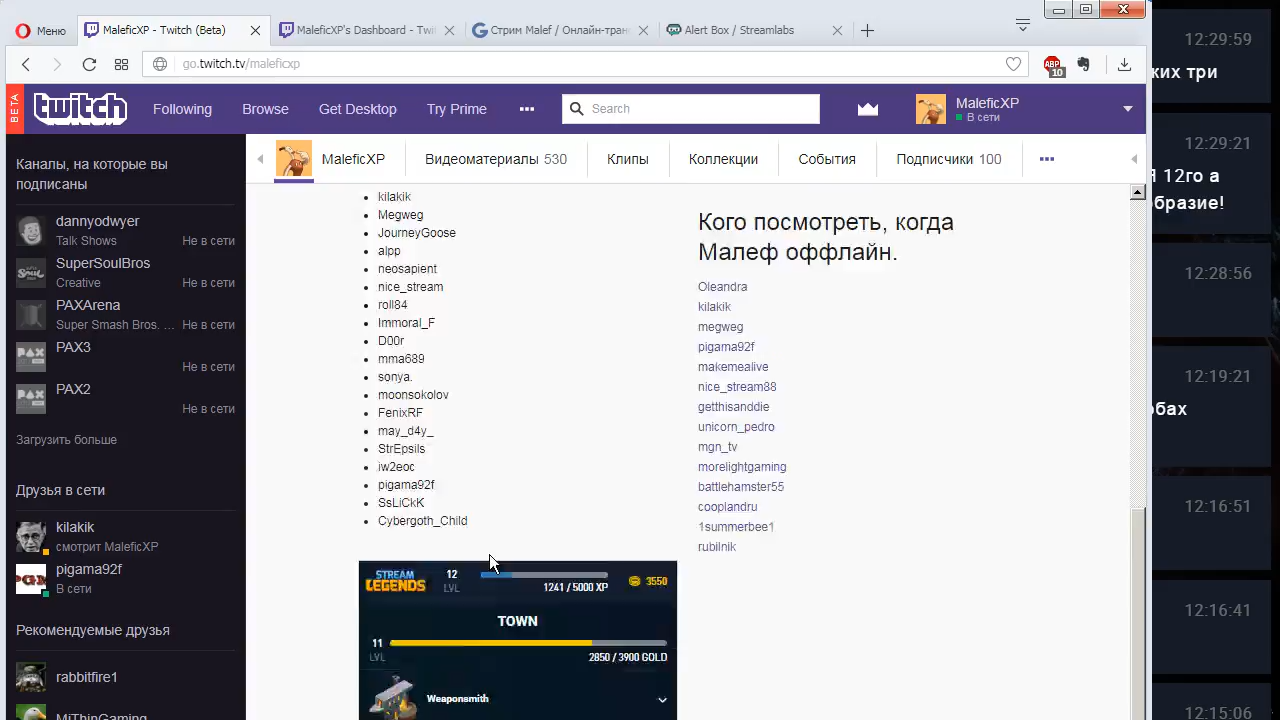 Меню
MaleficXP - Twitch (Beta)
MaleficXP's Dashboard - Twi
Стрим Malef / Онлайн-тран
Alert Box / Streamlabs
go.twitch.tv/maleficxp
ABP
10
BETA
twitch
Following
Browse
Get Desktop
Try Prime
Search
MaleficXP
В сети
MaleficXP
Видеоматериалы 530
Клипы
Коллекции
События
Подписчики 100
Каналы, на которые вы
подписаны
dannyodwyer
Talk Shows
Не в сети
SuperSoulBros
Creative
Не в сети
PAXArena
Super Smash Bros. ...
Не в сети
PAX3
Не в сети
PAX2
Не в сети
Загрузить больше
Друзья в сети
kilakik
смотрит MaleficXP
pigama92f
В сети
Рекомендуемые друзья
rabbitfire1
MiThinGaming
kilakik
Megweg
JourneyGoose
alpp
neosapient
nice_stream
roll84
Immoral_F
D00r
mma689
sonya.
moonsokolov
FenixRF
may_d4y_
StrEpsils
iw2eoc
pigama92f
SsLiCkK
Cybergoth_Child
STREAM
LEGENDS
12
LVL
1241 / 5000 XP
3550
TOWN
11
LVL
2850 / 3900 GOLD
Weaponsmith
Кого посмотреть, когда
Малеф оффлайн.
Oleandra
kilakik
megweg
pigama92f
makemealive
nice_stream88
getthisanddie
unicorn_pedro
mgn_tv
morelightgaming
battlehamster55
cooplandru
1summerbee1
rubilnik
12:29:59
ких три
12:29:21
Я 12го а
образие!
12:28:56
12:19:21
обах
12:16:51
12:16:41
12:15:06